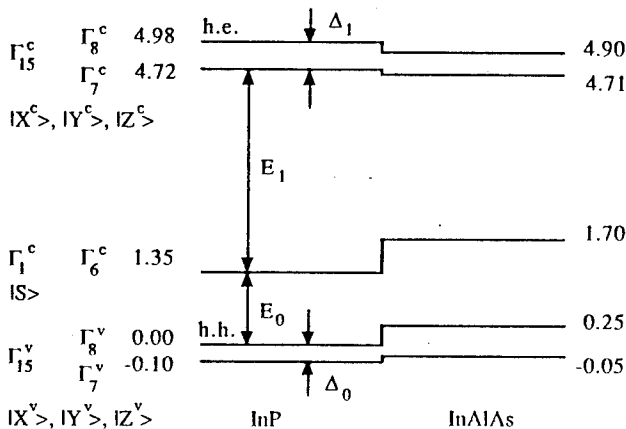 h.e. Δ₁
Γ₁₅ᶜ Γ₈ᶜ 4.98 4.90
Γ₇ᶜ 4.72 4.71
|Xᶜ>, |Yᶜ>, |Zᶜ>
E₁
Γ₁ᶜ Γ₆ᶜ 1.35 1.70
|S>
E₀
h.h.
Γ₁₅ᵛ Γ₈ᵛ 0.00 0.25
Γ₇ᵛ -0.10 -0.05
Δ₀
|Xᵛ>, |Yᵛ>, |Zᵛ> InP InAlAs